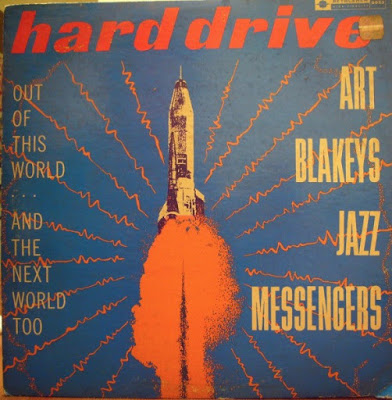 hard drive
OUT
OF
THIS
WORLD
...
AND
THE
NEXT
WORLD
TOO
ART
BLAKEYS
JAZZ
MESSENGERS